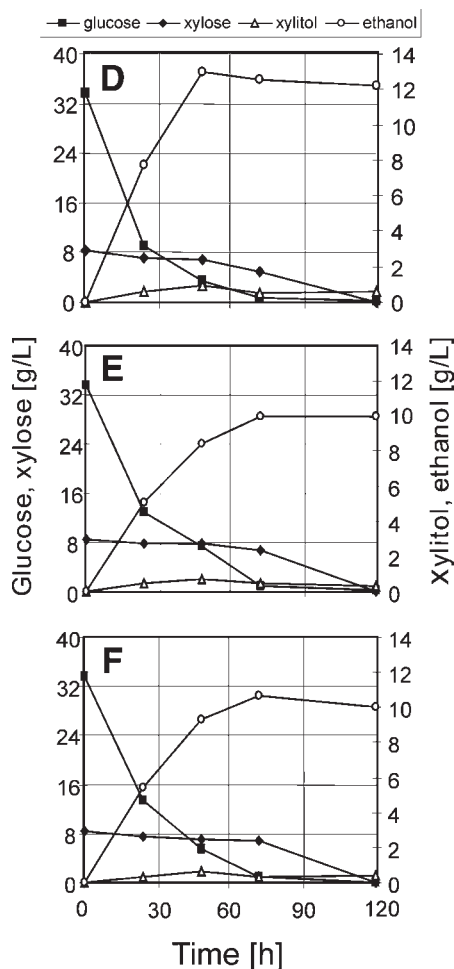 glucose xylose xylitol ethanol
D
40 32 24 16 8 0
14 12 10 8 6 4 2 0
E
40 32 24 16 8 0
14 12 10 8 6 4 2 0
F
40 32 24 16 8 0
14 12 10 8 6 4 2 0
0 30 60 90 120
Glucose, xylose [g/L]
Xylitol, ethanol [g/L]
Time [h]